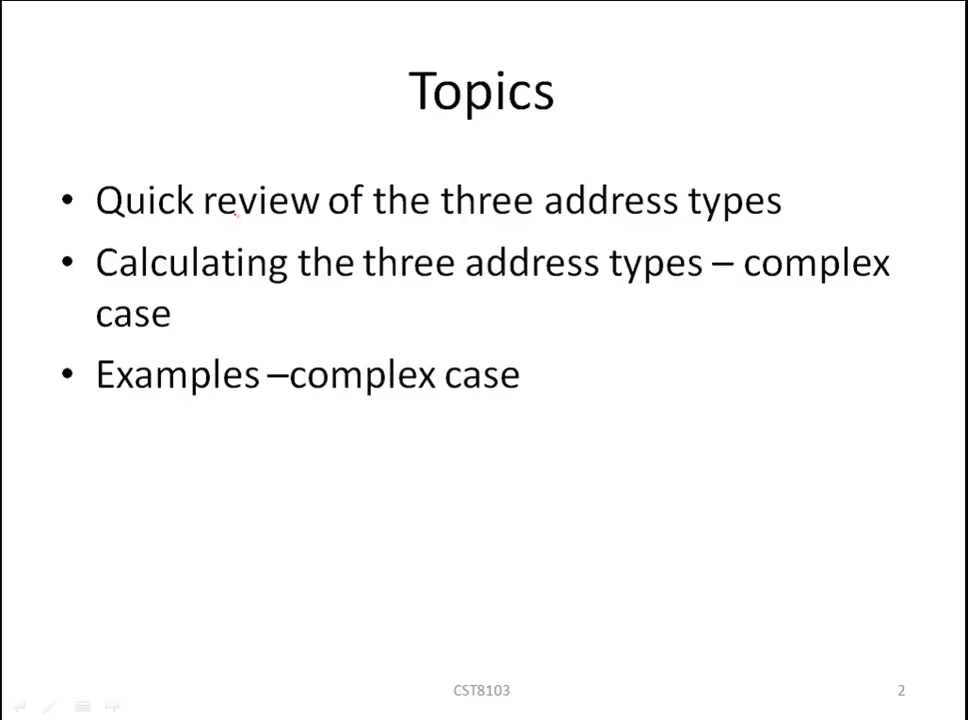 Topics
• Quick review of the three address types
• Calculating the three address types – complex
case
• Examples –complex case
CST8103
2